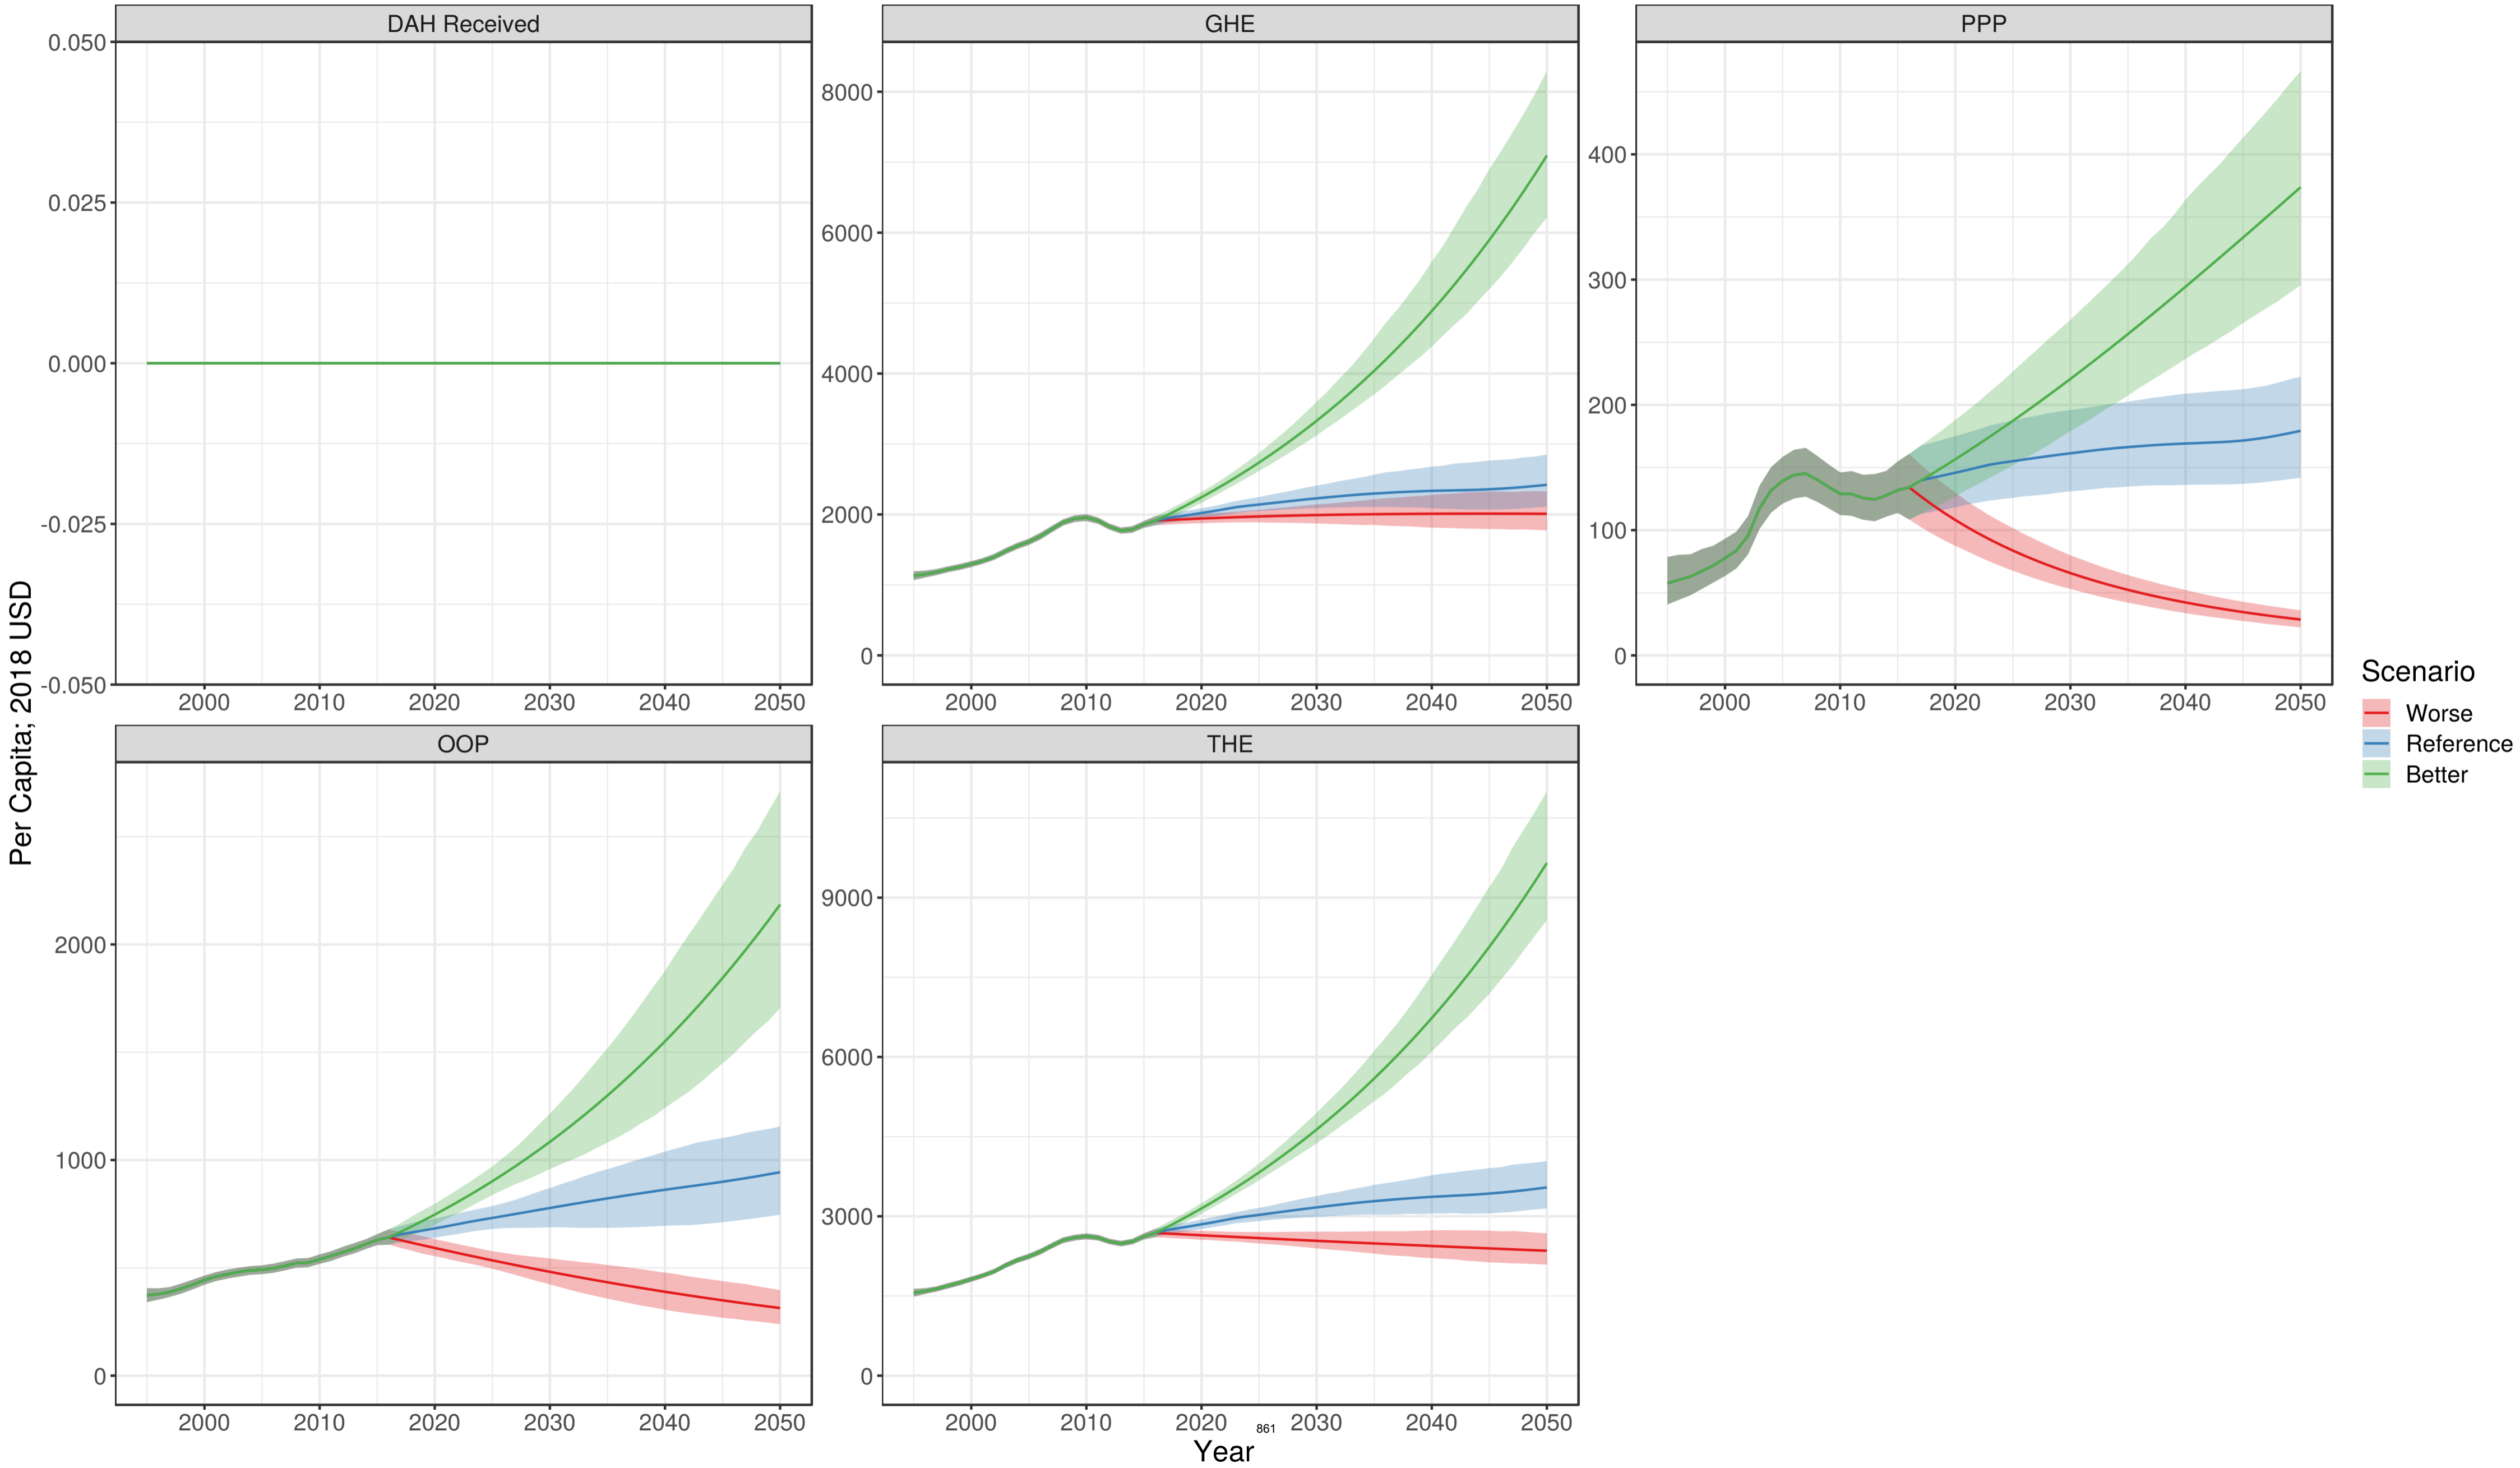 DAH Received
GHE
PPP
0.050
0.025
0.000
-0.025
-0.050
8000
6000
4000
2000
0
400
300
200
100
0
2000 2010 2020 2030 2040 2050
2000 2010 2020 2030 2040 2050
2000 2010 2020 2030 2040 2050
Per Capita; 2018 USD
OOP
THE
2000
1000
0
9000
6000
3000
0
2000 2010 2020 2030 2040 2050
2000 2010 2020 2030 2040 2050
861
Year
Scenario
Worse
Reference
Better